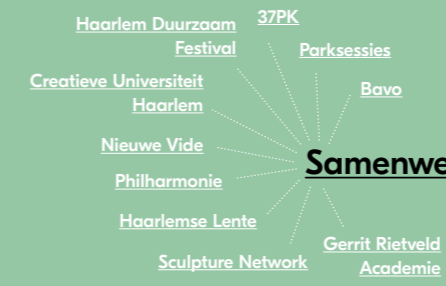 37PK
Haarlem Duurzaam
Festival
Parksessies
Creatieve Universiteit
Haarlem
Bavo
Nieuwe Vide
Samenwe
Philharmonie
Haarlemse Lente
Gerrit Rietveld
Academie
Sculpture Network